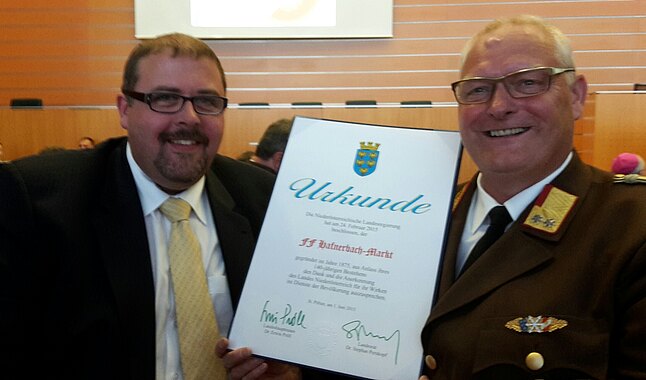 Urkunde
Die Niederösterreichische Landesregierung
hat am 24. Februar 2015
beschlossen, der
FF Hafnerbach-Markt
gegründet im Jahre 1875, aus Anlass ihres
140-jährigen Bestehens
den Dank und die Anerkennung
des Landes Niederösterreich für ihr Wirken
im Dienste der Bevölkerung auszusprechen.
St. Pölten, am 1. Juni 2015
Landeshauptmann
Dr. Erwin Pröll
Landesrat
Dr. Stephan Pernkopf